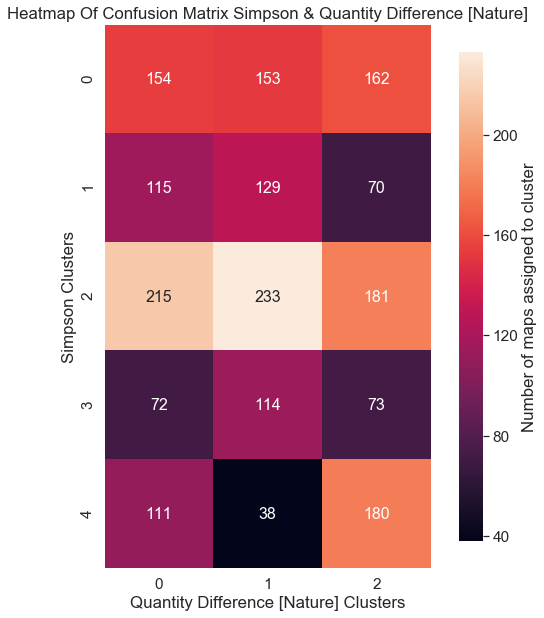 Heatmap Of Confusion Matrix Simpson & Quantity Difference [Nature]
Simpson Clusters
0
154 153 162
1
115 129 70
2
215 233 181
3
72 114 73
4
111 38 180
0 1 2
Quantity Difference [Nature] Clusters
200
160
120
80
40
Number of maps assigned to cluster